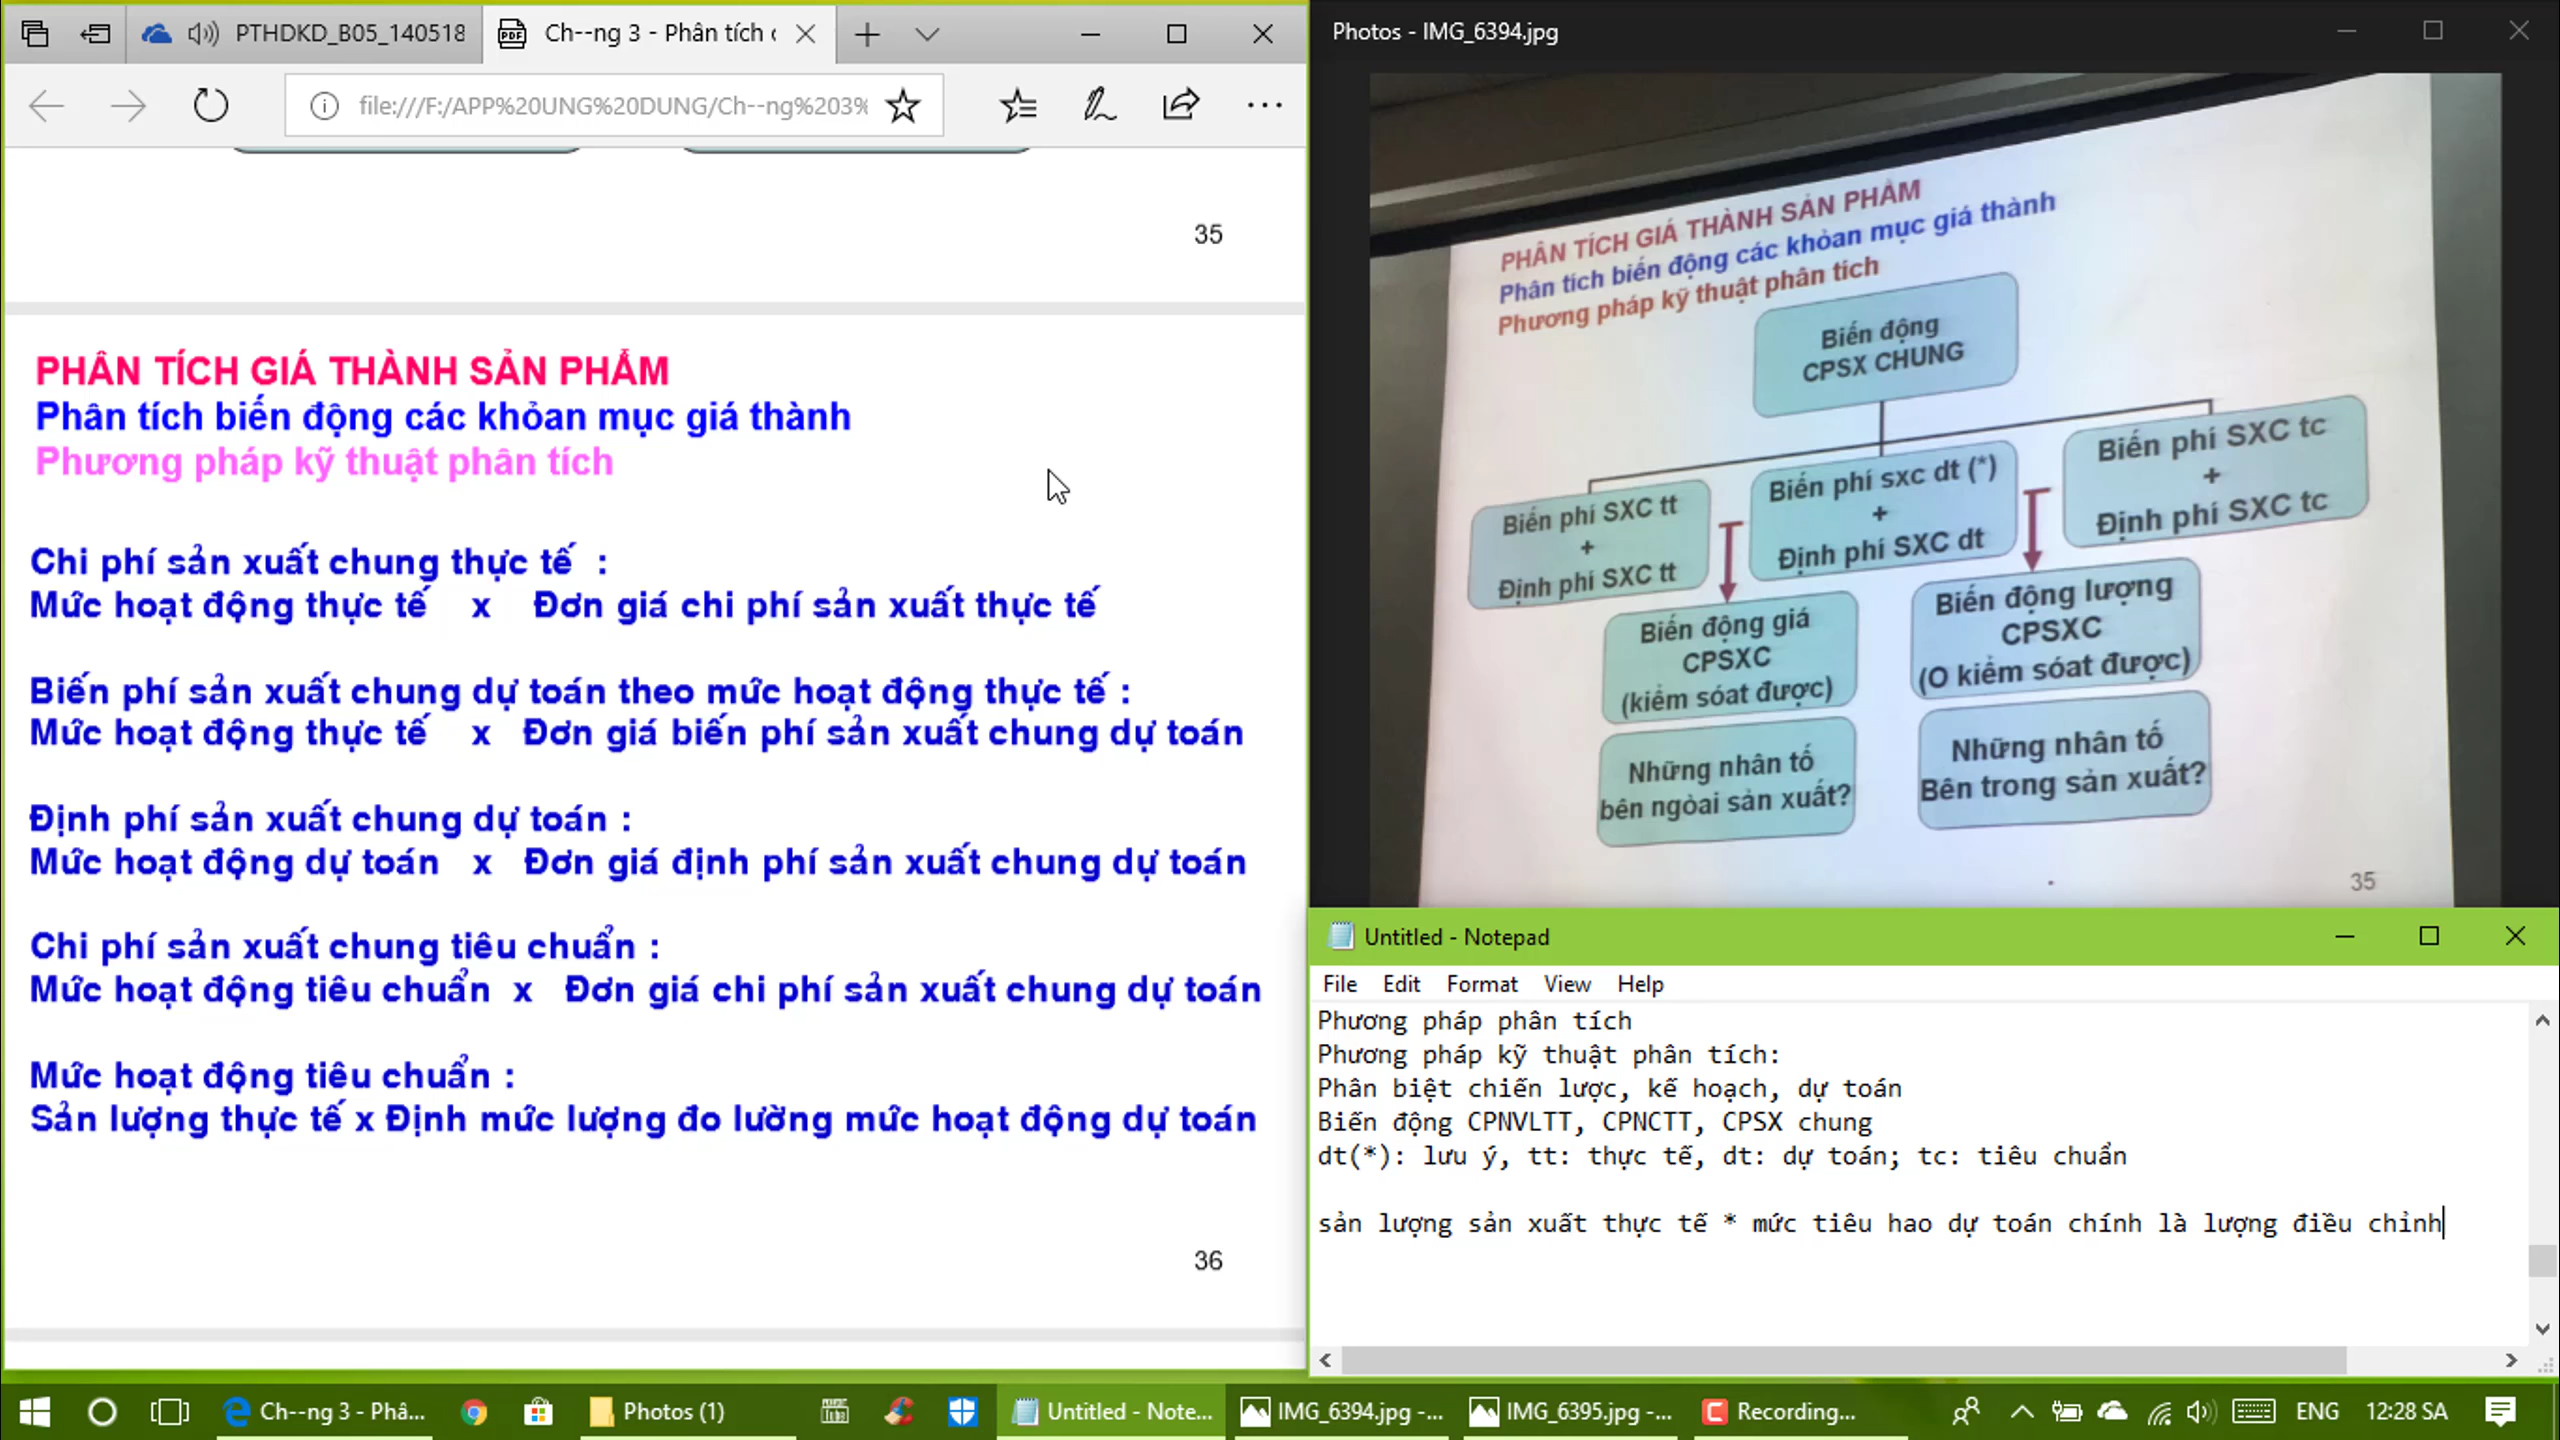 PTHDKD_B05_140518
Ch--ng 3 - Phân tích c
file:///F:/APP%20UNG%20DUNG/Ch--ng%203%
35
PHÂN TÍCH GIÁ THÀNH SẢN PHẨM
Phân tích biến động các khỏan mục giá thành
Phương pháp kỹ thuật phân tích
Chi phí sản xuất chung thực tế :
Mức hoạt động thực tế x Đơn giá chi phí sản xuất thực tế
Biến phí sản xuất chung dự toán theo mức hoạt động thực tế :
Mức hoạt động thực tế x Đơn giá biến phí sản xuất chung dự toán
Định phí sản xuất chung dự toán :
Mức hoạt động dự toán x Đơn giá định phí sản xuất chung dự toán
Chi phí sản xuất chung tiêu chuẩn :
Mức hoạt động tiêu chuẩn x Đơn giá chi phí sản xuất chung dự toán
Mức hoạt động tiêu chuẩn :
Sản lượng thực tế x Định mức lượng đo lường mức hoạt động dự toán
36
Photos - IMG_6394.jpg
PHÂN TÍCH GIÁ THÀNH SẢN PHẨM
Phân tích biến động các khỏan mục giá thành
Phương pháp kỹ thuật phân tích
Biến động
CPSX CHUNG
Biến phí SXC tt
+
Định phí SXC tt
Biến phí sxc dt (*)
+
Định phí SXC dt
Biến phí SXC tc
+
Định phí SXC tc
Biến động giá
CPSXC
(kiểm sóat được)
Biến động lượng
CPSXC
(O kiểm sóat được)
Những nhân tố
bên ngòai sản xuất?
Những nhân tố
Bên trong sản xuất?
35
Untitled - Notepad
File Edit Format View Help
Phương pháp phân tích
Phương pháp kỹ thuật phân tích:
Phân biệt chiến lược, kế hoạch, dự toán
Biến động CPNVLTT, CPNCTT, CPSX chung
dt(*): lưu ý, tt: thực tế, dt: dự toán; tc: tiêu chuẩn
sản lượng sản xuất thực tế * mức tiêu hao dự toán chính là lượng điều chỉnh
Ch--ng 3 - Phâ...
Photos (1)
Untitled - Note...
IMG_6394.jpg -...
IMG_6395.jpg -...
Recording...
ENG
12:28 SA